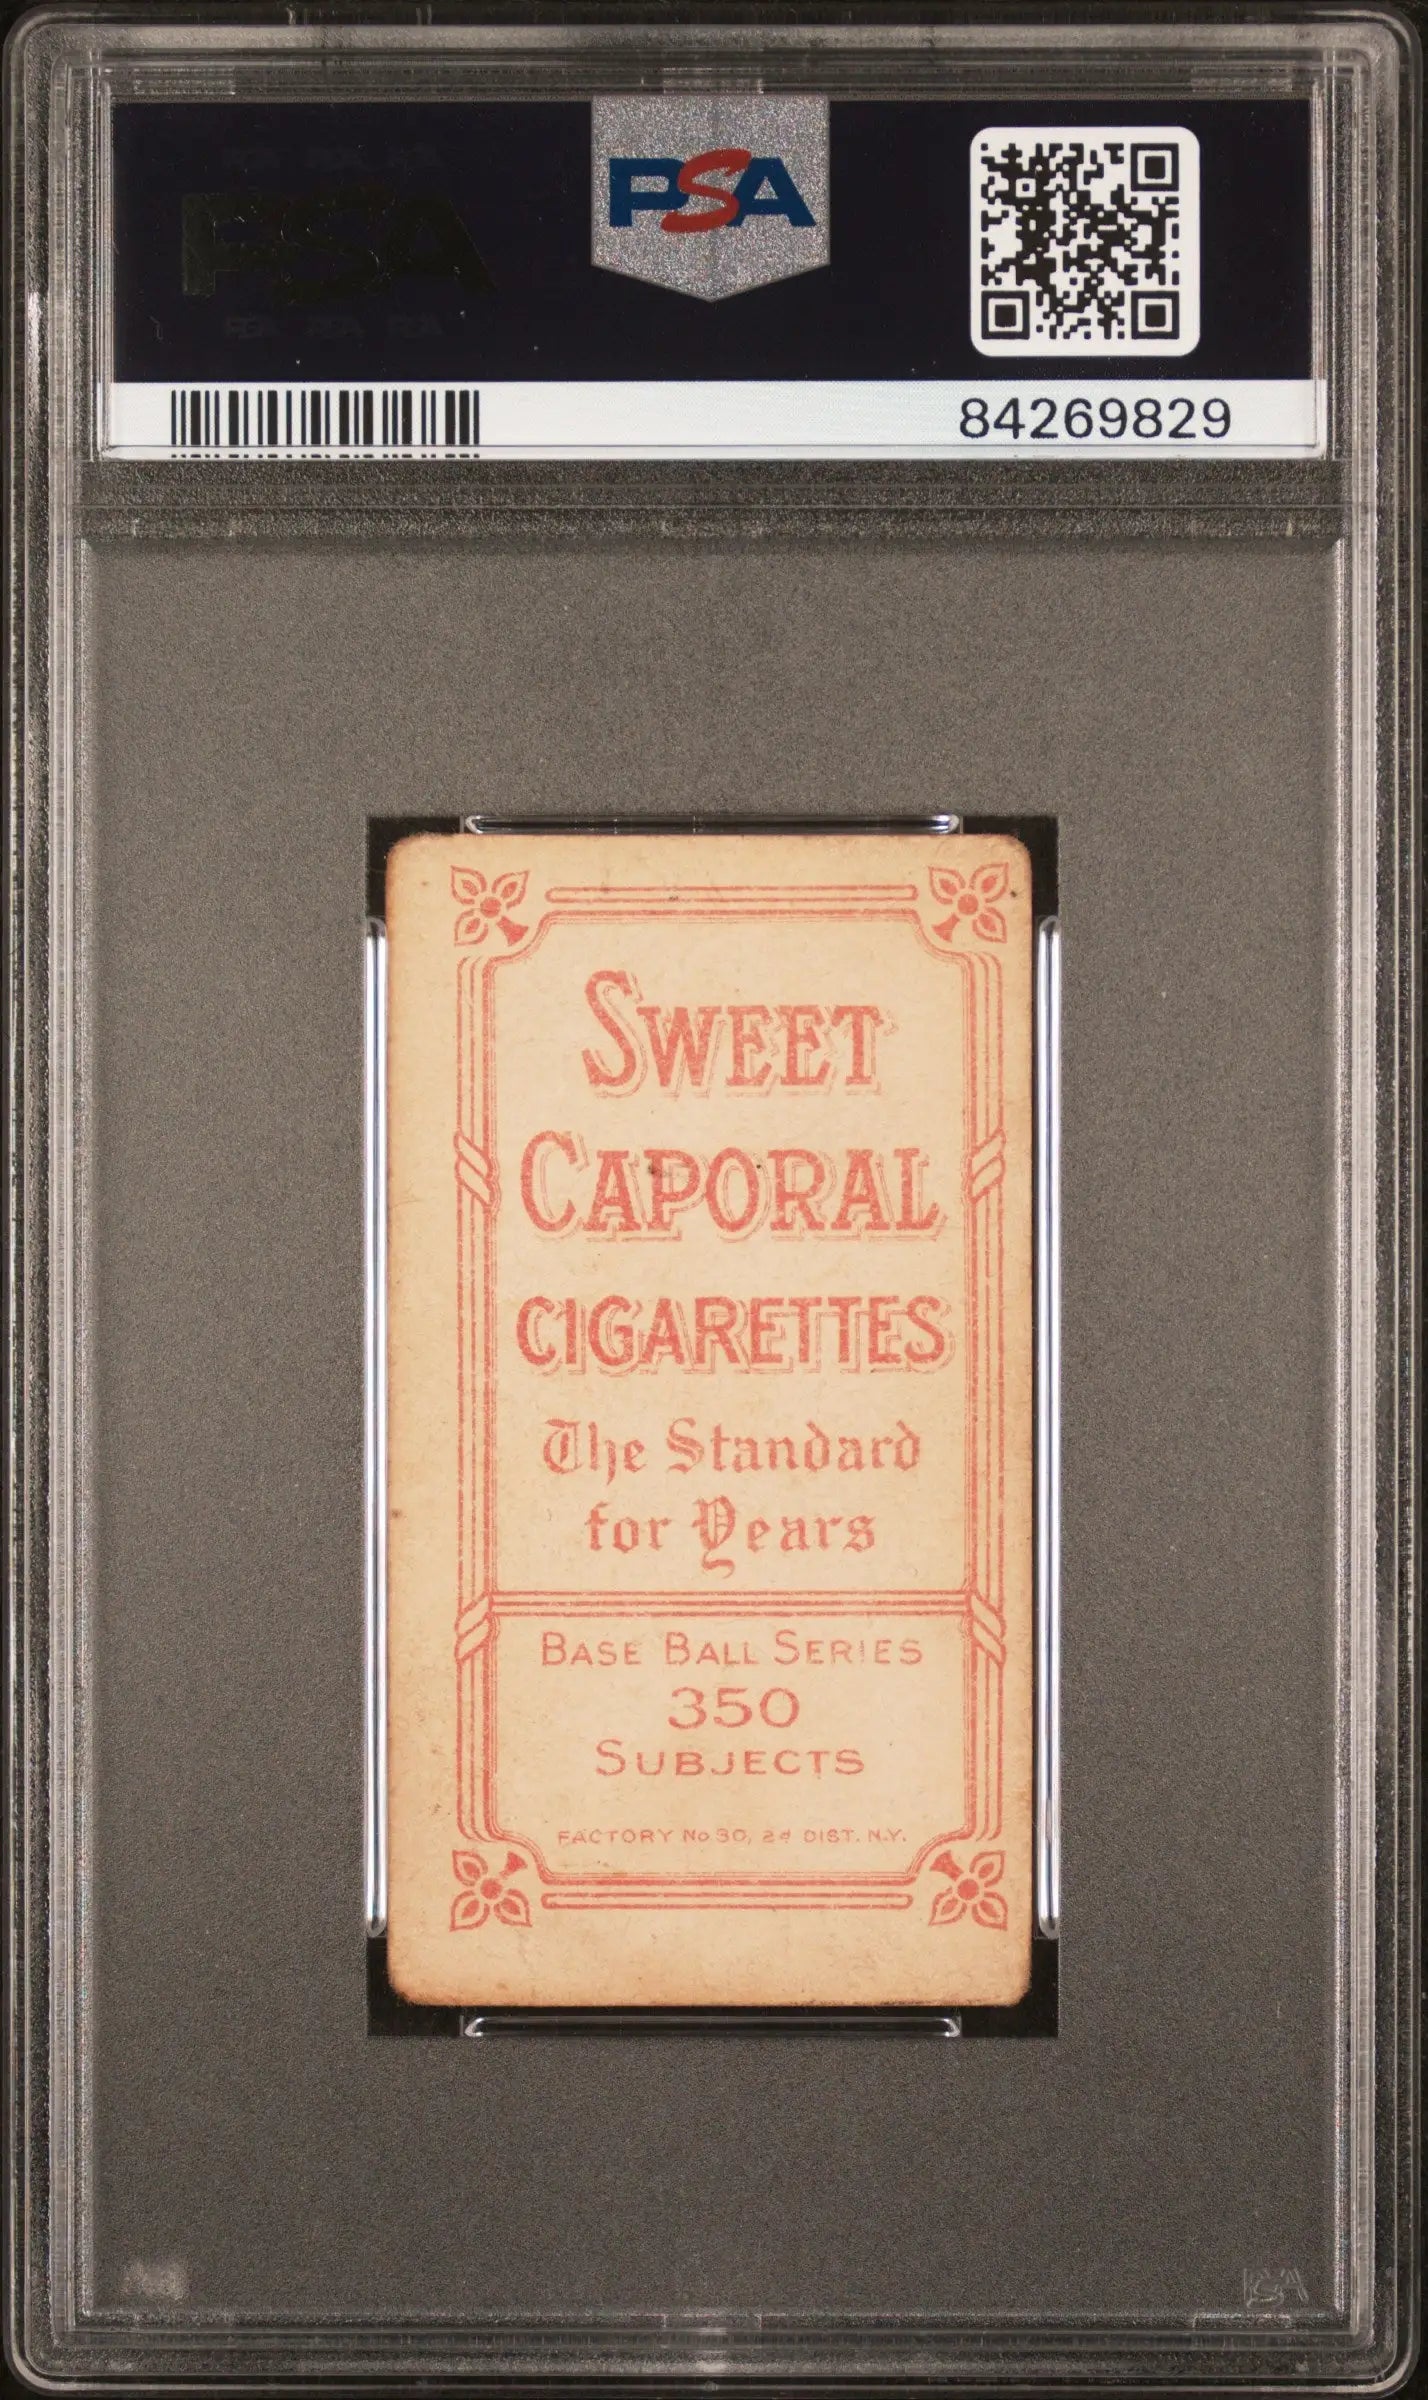 PSA
84269829
SWEET
CAPORAL
CIGARETTES
The Standard
for Years
BASE BALL SERIES
350
SUBJECTS
FACTORY No 30, 2d DIST. N.Y.
PSA